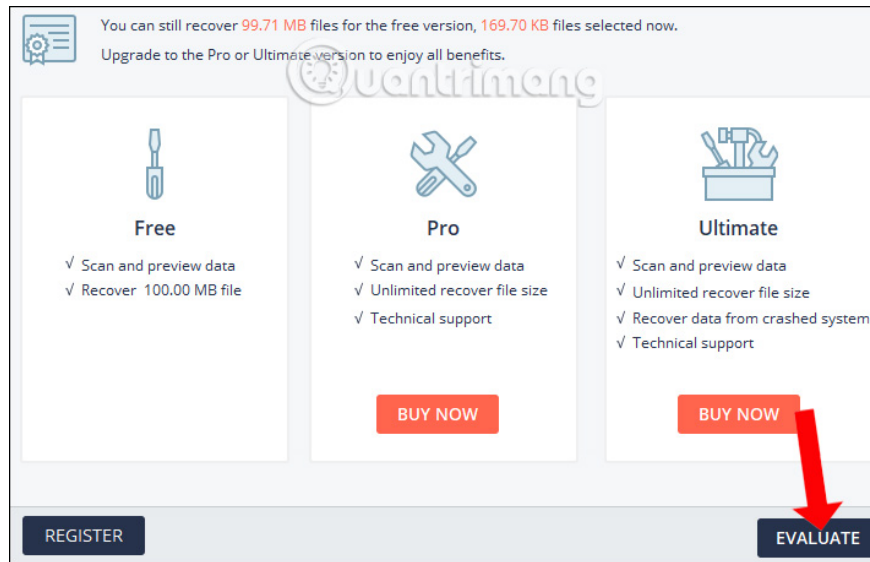 You can still recover 99.71 MB files for the free version, 169.70 KB files selected now.
Upgrade to the Pro or Ultimate version to enjoy all benefits.
Quantrimang
Free
√ Scan and preview data
√ Recover 100.00 MB file
Pro
√ Scan and preview data
√ Unlimited recover file size
√ Technical support
BUY NOW
Ultimate
√ Scan and preview data
√ Unlimited recover file size
√ Recover data from crashed system
√ Technical support
BUY NOW
REGISTER
EVALUATE